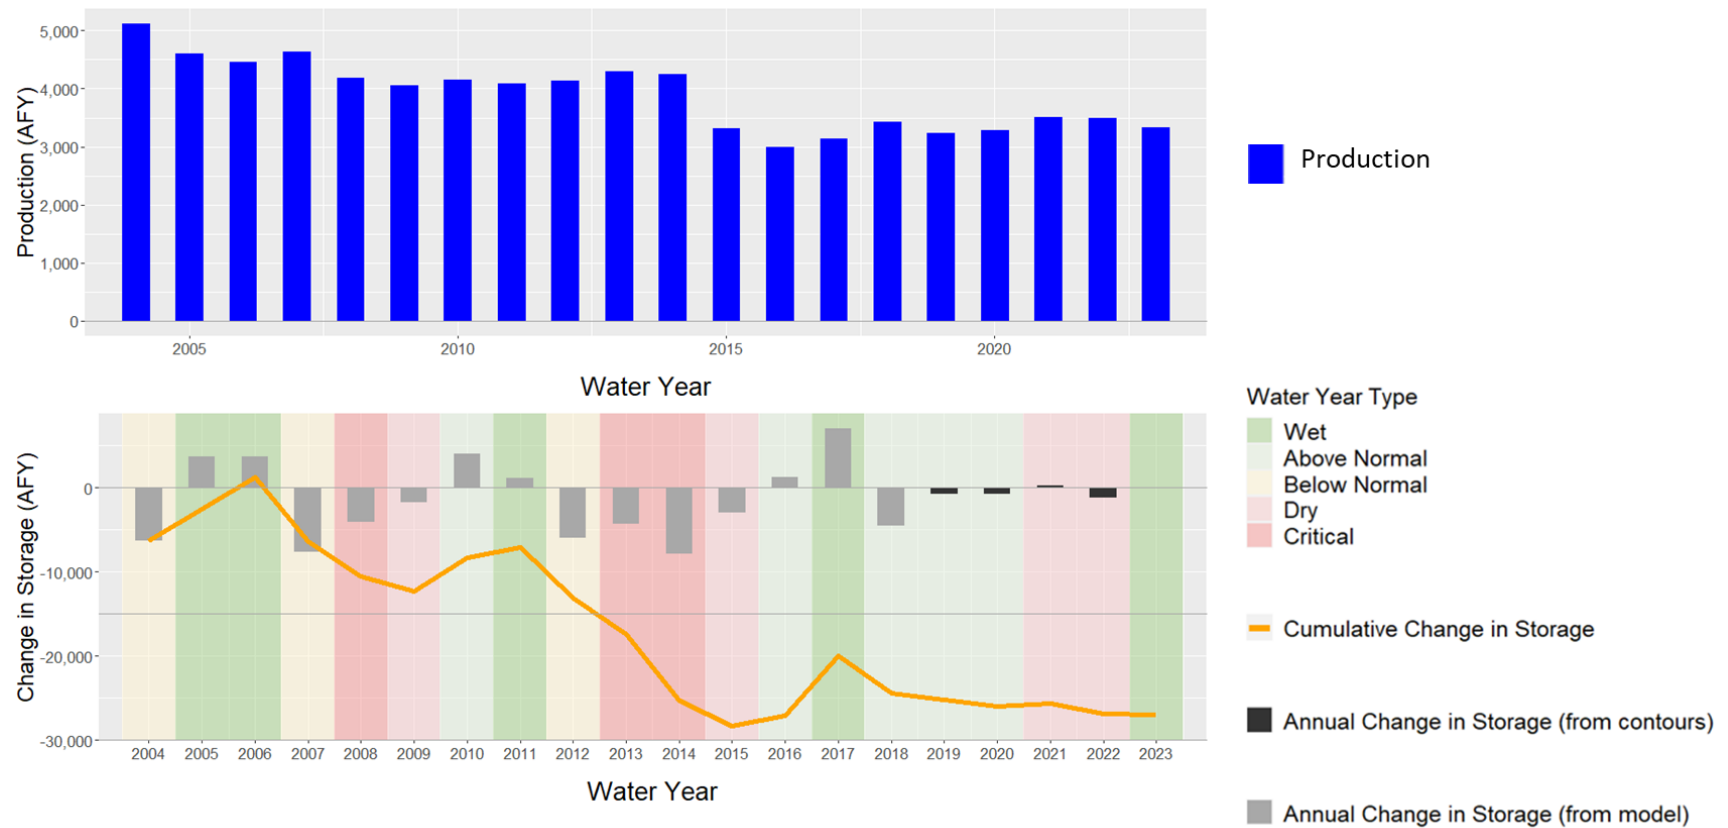 Production (AFY)
5,000
4,000
3,000
2,000
1,000
0
2005 2010 2015 2020
Water Year
Production
Change in Storage (AFY)
0
-10,000
-20,000
-30,000
2004 2005 2006 2007 2008 2009 2010 2011 2012 2013 2014 2015 2016 2017 2018 2019 2020 2021 2022 2023
Water Year
Water Year Type
Wet
Above Normal
Below Normal
Dry
Critical
Cumulative Change in Storage
Annual Change in Storage (from contours)
Annual Change in Storage (from model)